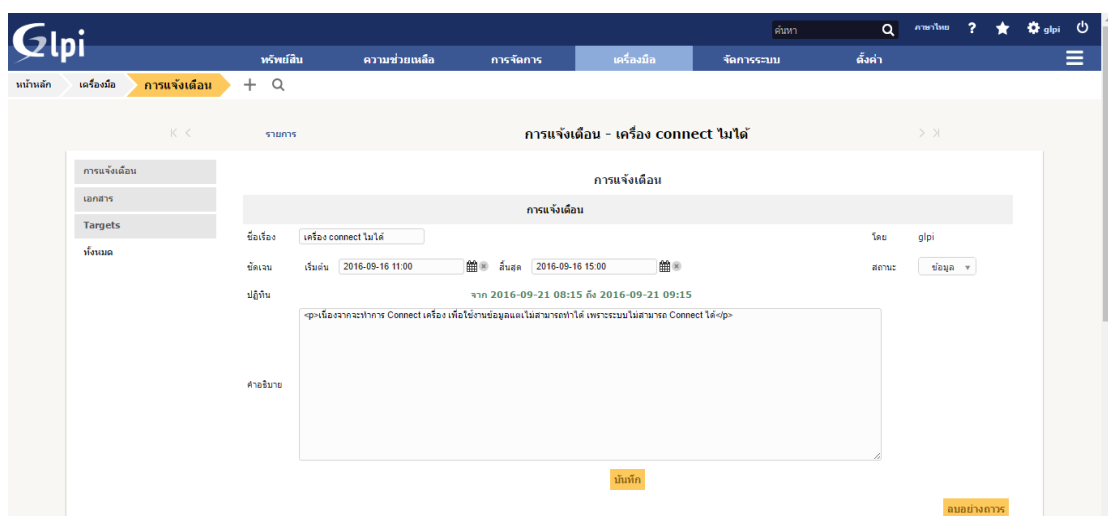 Glpi
ค้นหา ภาษาไทย ? glpi
ทรัพย์สิน ความช่วยเหลือ การจัดการ เครื่องมือ จัดการระบบ ตั้งค่า
หน้าหลัก เครื่องมือ การแจ้งเตือน
รายการ การแจ้งเตือน - เครื่อง connect ไม่ได้
การแจ้งเตือน
เอกสาร
Targets
ทั้งหมด
การแจ้งเตือน
การแจ้งเตือน
ชื่อเรื่อง เครื่อง connect ไม่ได้ โดย glpi
ชัดเจน เริ่มต้น 2016-09-16 11:00 สิ้นสุด 2016-09-16 15:00 สถานะ ข้อมูล
ปฏิทิน จาก 2016-09-21 08:15 ถึง 2016-09-21 09:15
คำอธิบาย <p>เนื่องจากจะทำการ Connect เครื่อง เพื่อใช้งานข้อมูลแต่ไม่สามารถทำได้ เพราะระบบไม่สามารถ Connect ได้</p>
บันทึก
ลบอย่างถาวร